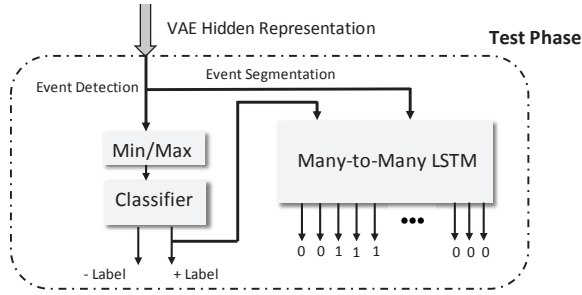 VAE Hidden Representation
Test Phase
Event Segmentation
Event Detection
Min/Max
Many-to-Many LSTM
Classifier
•••
0 0 1 1 1 0 0 0
- Label + Label